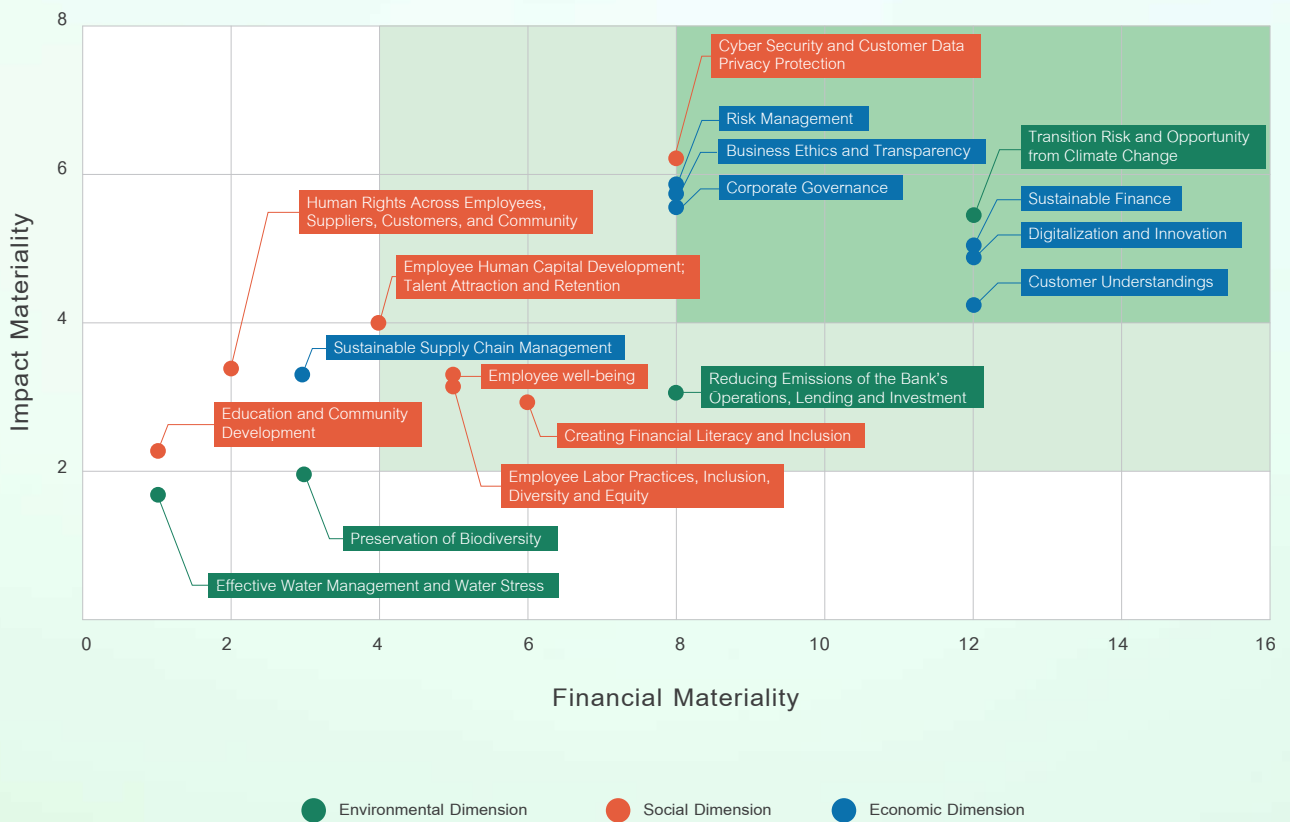 8
Cyber Security and Customer Data
Privacy Protection
Risk Management
Business Ethics and Transparency
Corporate Governance
Transition Risk and Opportunity
from Climate Change
Sustainable Finance
Digitalization and Innovation
Customer Understandings
6
Human Rights Across Employees,
Suppliers, Customers, and Community
Employee Human Capital Development;
Talent Attraction and Retention
4
Sustainable Supply Chain Management
Employee well-being
Reducing Emissions of the Bank's
Operations, Lending and Investment
Education and Community
Development
Creating Financial Literacy and Inclusion
2
Employee Labor Practices, Inclusion,
Diversity and Equity
Preservation of Biodiversity
Effective Water Management and Water Stress
Impact Materiality
0 2 4 6 8 10 12 14 16
Financial Materiality
Environmental Dimension
Social Dimension
Economic Dimension